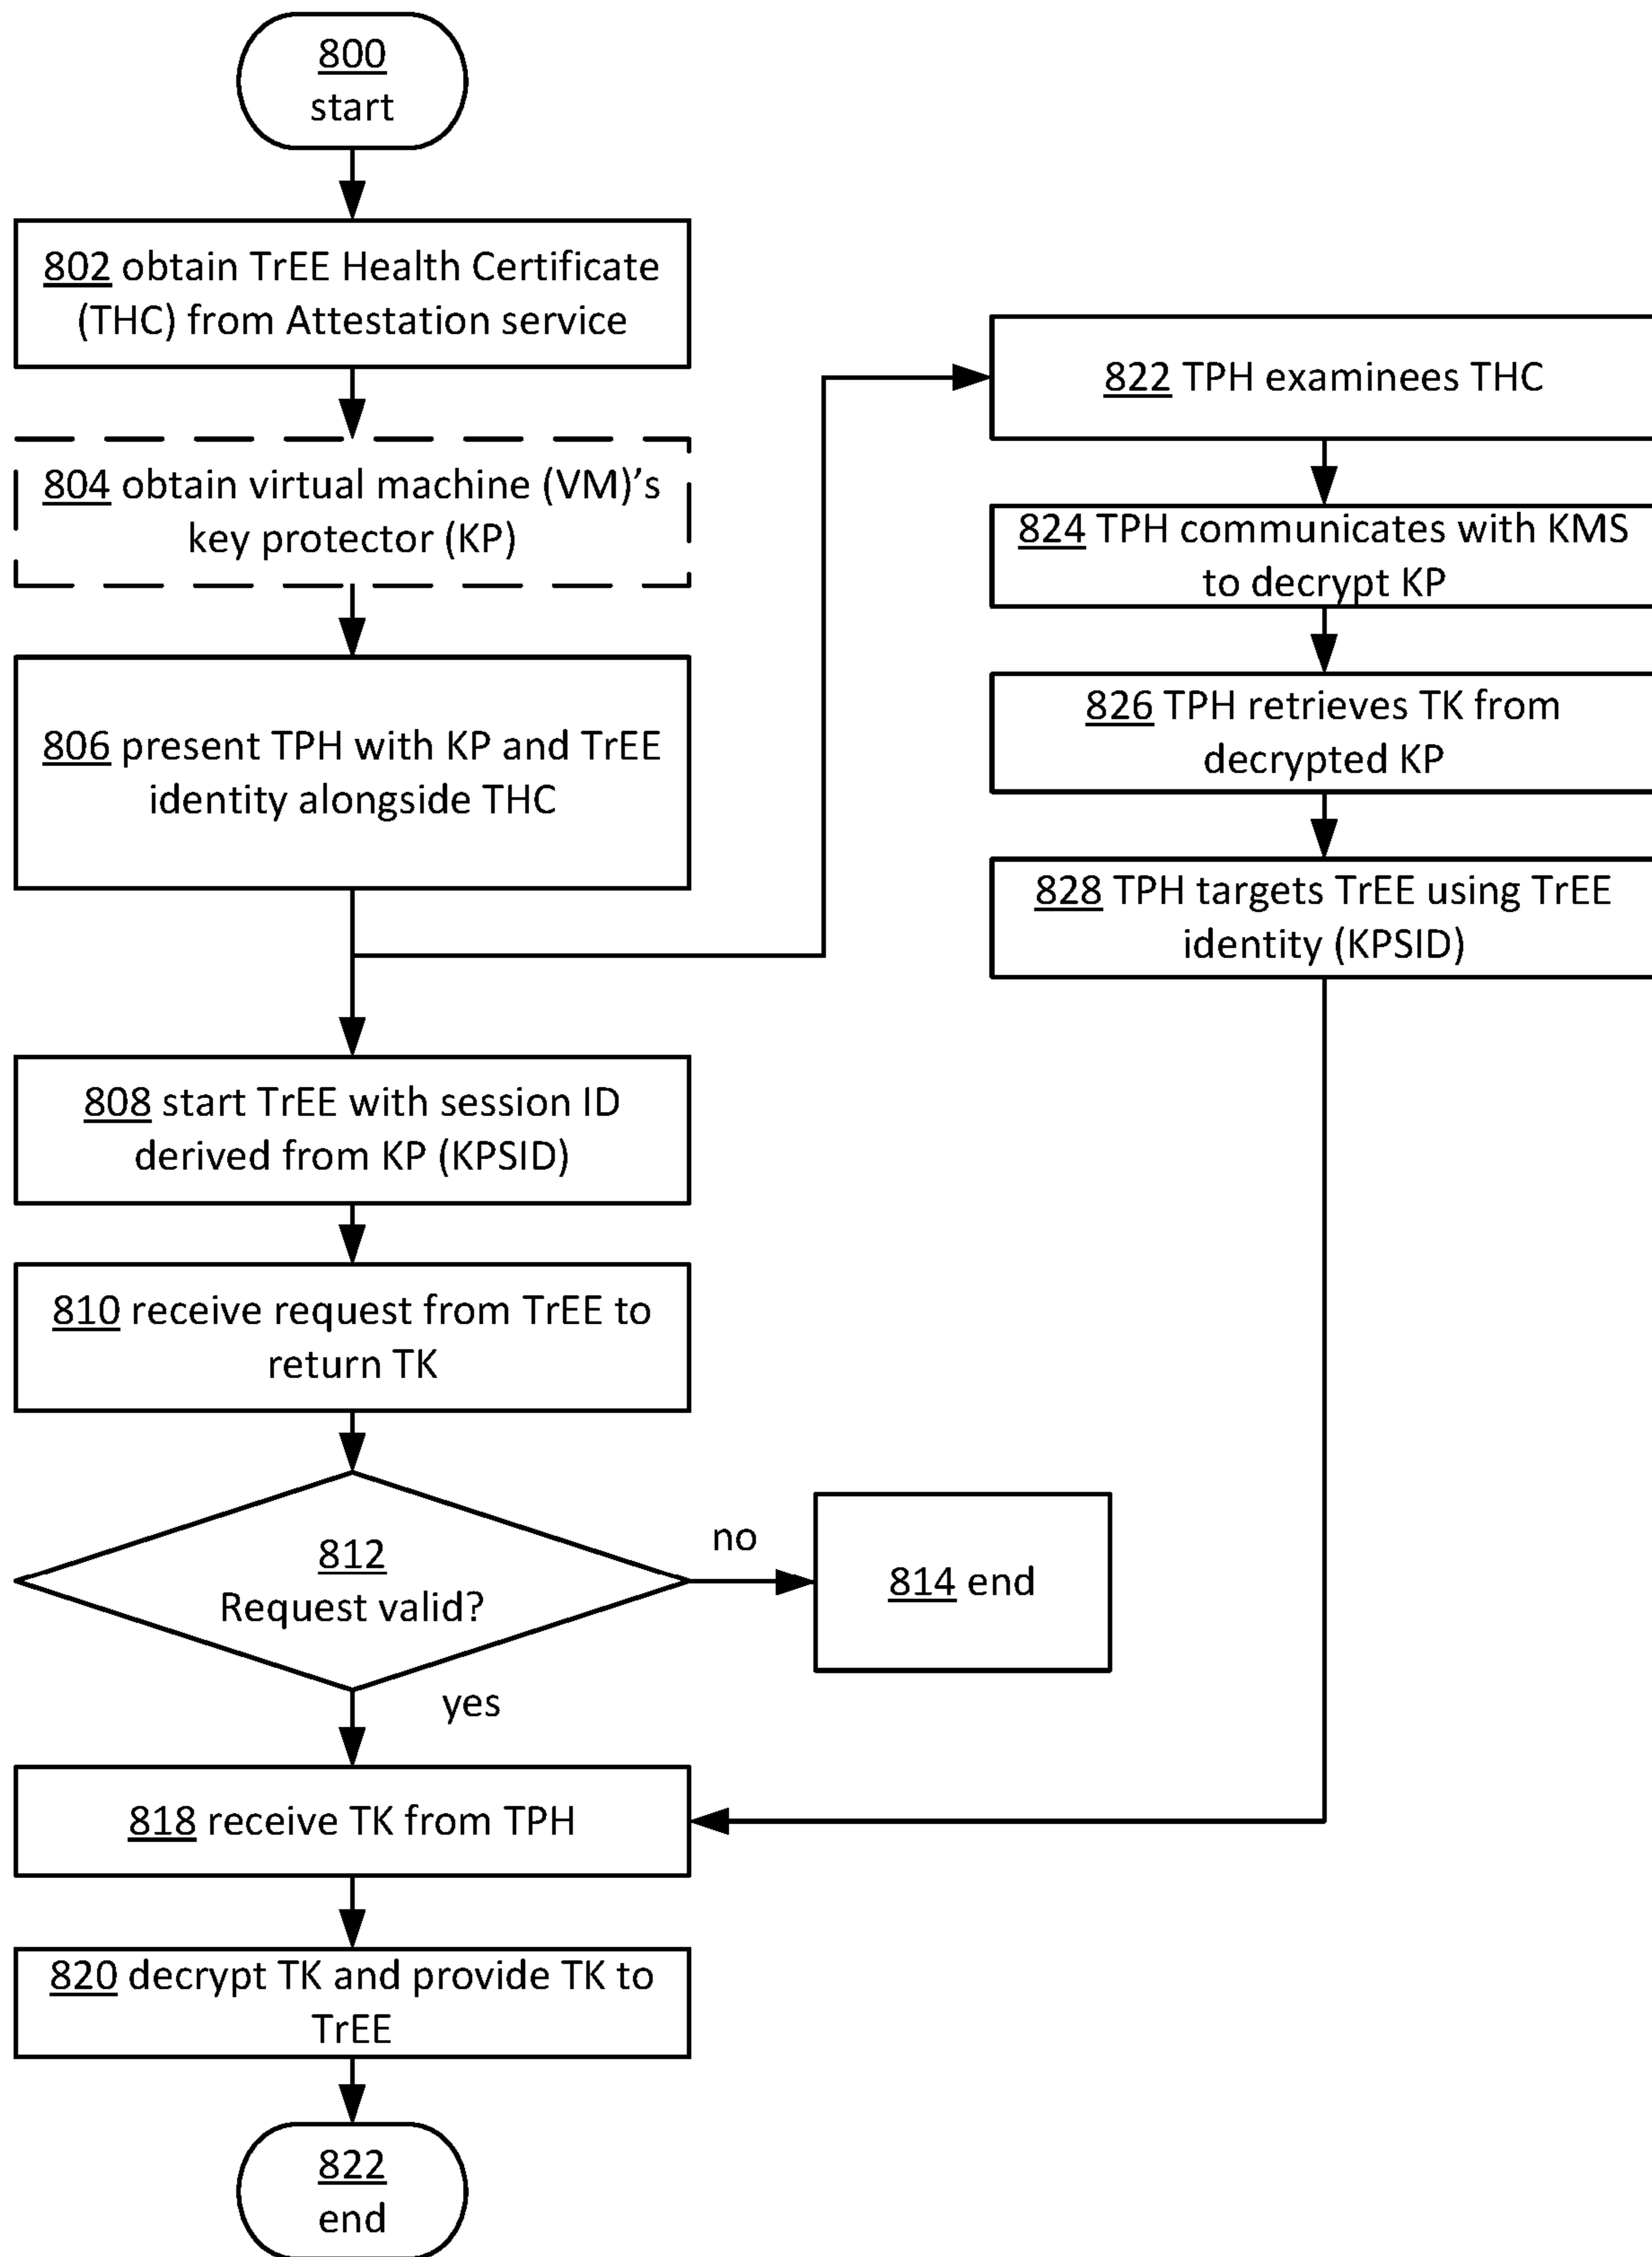 800
start
802 obtain TrEE Health Certificate
(THC) from Attestation service
804 obtain virtual machine (VM)’s
key protector (KP)
806 present TPH with KP and TrEE
identity alongside THC
808 start TrEE with session ID
derived from KP (KPSID)
810 receive request from TrEE to
return TK
812
Request valid?
no
814 end
yes
818 receive TK from TPH
820 decrypt TK and provide TK to
TrEE
822
end
822 TPH examinees THC
824 TPH communicates with KMS
to decrypt KP
826 TPH retrieves TK from
decrypted KP
828 TPH targets TrEE using TrEE
identity (KPSID)